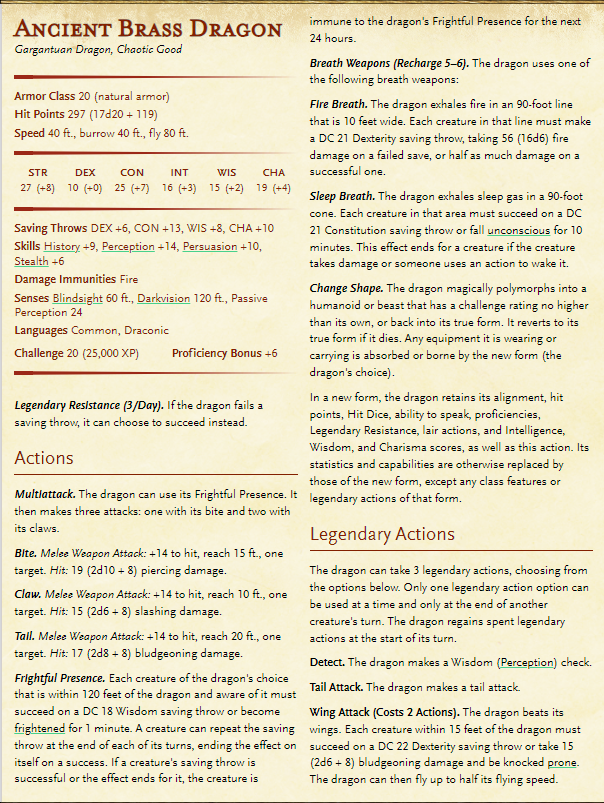 Ancient Brass Dragon
Gargantuan Dragon, Chaotic Good
Armor Class 20 (natural armor)
Hit Points 297 (17d20 + 119)
Speed 40 ft., burrow 40 ft., fly 80 ft.
STR DEX CON INT WIS CHA
27 (+8) 10 (+0) 25 (+7) 16 (+3) 15 (+2) 19 (+4)
Saving Throws DEX +6, CON +13, WIS +8, CHA +10
Skills History +9, Perception +14, Persuasion +10,
Stealth +6
Damage Immunities Fire
Senses Blindsight 60 ft., Darkvision 120 ft., Passive
Perception 24
Languages Common, Draconic
Challenge 20 (25,000 XP) Proficiency Bonus +6
Legendary Resistance (3/Day). If the dragon fails a
saving throw, it can choose to succeed instead.
Actions
Multiattack. The dragon can use its Frightful Presence. It
then makes three attacks: one with its bite and two with
its claws.
Bite. Melee Weapon Attack: +14 to hit, reach 15 ft., one
target. Hit: 19 (2d10 + 8) piercing damage.
Claw. Melee Weapon Attack: +14 to hit, reach 10 ft., one
target. Hit: 15 (2d6 + 8) slashing damage.
Tail. Melee Weapon Attack: +14 to hit, reach 20 ft., one
target. Hit: 17 (2d8 + 8) bludgeoning damage.
Frightful Presence. Each creature of the dragon's choice
that is within 120 feet of the dragon and aware of it must
succeed on a DC 18 Wisdom saving throw or become
frightened for 1 minute. A creature can repeat the saving
throw at the end of each of its turns, ending the effect on
itself on a success. If a creature's saving throw is
successful or the effect ends for it, the creature is
immune to the dragon's Frightful Presence for the next
24 hours.
Breath Weapons (Recharge 5–6). The dragon uses one of
the following breath weapons:
Fire Breath. The dragon exhales fire in an 90-foot line
that is 10 feet wide. Each creature in that line must make
a DC 21 Dexterity saving throw, taking 56 (16d6) fire
damage on a failed save, or half as much damage on a
successful one.
Sleep Breath. The dragon exhales sleep gas in a 90-foot
cone. Each creature in that area must succeed on a DC
21 Constitution saving throw or fall unconscious for 10
minutes. This effect ends for a creature if the creature
takes damage or someone uses an action to wake it.
Change Shape. The dragon magically polymorphs into a
humanoid or beast that has a challenge rating no higher
than its own, or back into its true form. It reverts to its
true form if it dies. Any equipment it is wearing or
carrying is absorbed or borne by the new form (the
dragon's choice).
In a new form, the dragon retains its alignment, hit
points, Hit Dice, ability to speak, proficiencies,
Legendary Resistance, lair actions, and Intelligence,
Wisdom, and Charisma scores, as well as this action. Its
statistics and capabilities are otherwise replaced by
those of the new form, except any class features or
legendary actions of that form.
Legendary Actions
The dragon can take 3 legendary actions, choosing from
the options below. Only one legendary action option can
be used at a time and only at the end of another
creature's turn. The dragon regains spent legendary
actions at the start of its turn.
Detect. The dragon makes a Wisdom (Perception) check.
Tail Attack. The dragon makes a tail attack.
Wing Attack (Costs 2 Actions). The dragon beats its
wings. Each creature within 15 feet of the dragon must
succeed on a DC 22 Dexterity saving throw or take 15
(2d6 + 8) bludgeoning damage and be knocked prone.
The dragon can then fly up to half its flying speed.